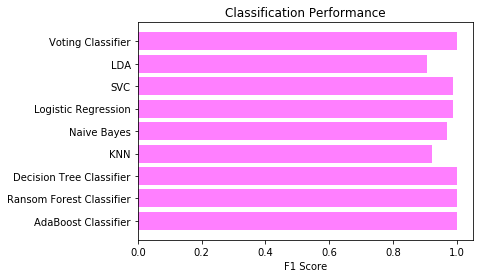 Classification Performance
Voting Classifier
LDA
SVC
Logistic Regression
Naive Bayes
KNN
Decision Tree Classifier
Ransom Forest Classifier
AdaBoost Classifier
0.0 0.2 0.4 0.6 0.8 1.0
F1 Score